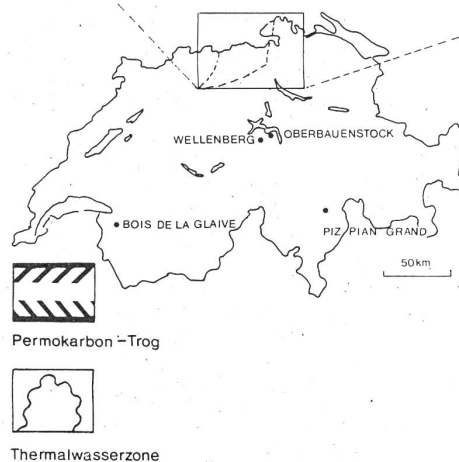 WELLENBERG
OBERBAUENSTOCK
BOIS DE LA GLAIVE
PIZ PIAN GRAND
50km
Permokarbon-Trog
Thermalwasserzone